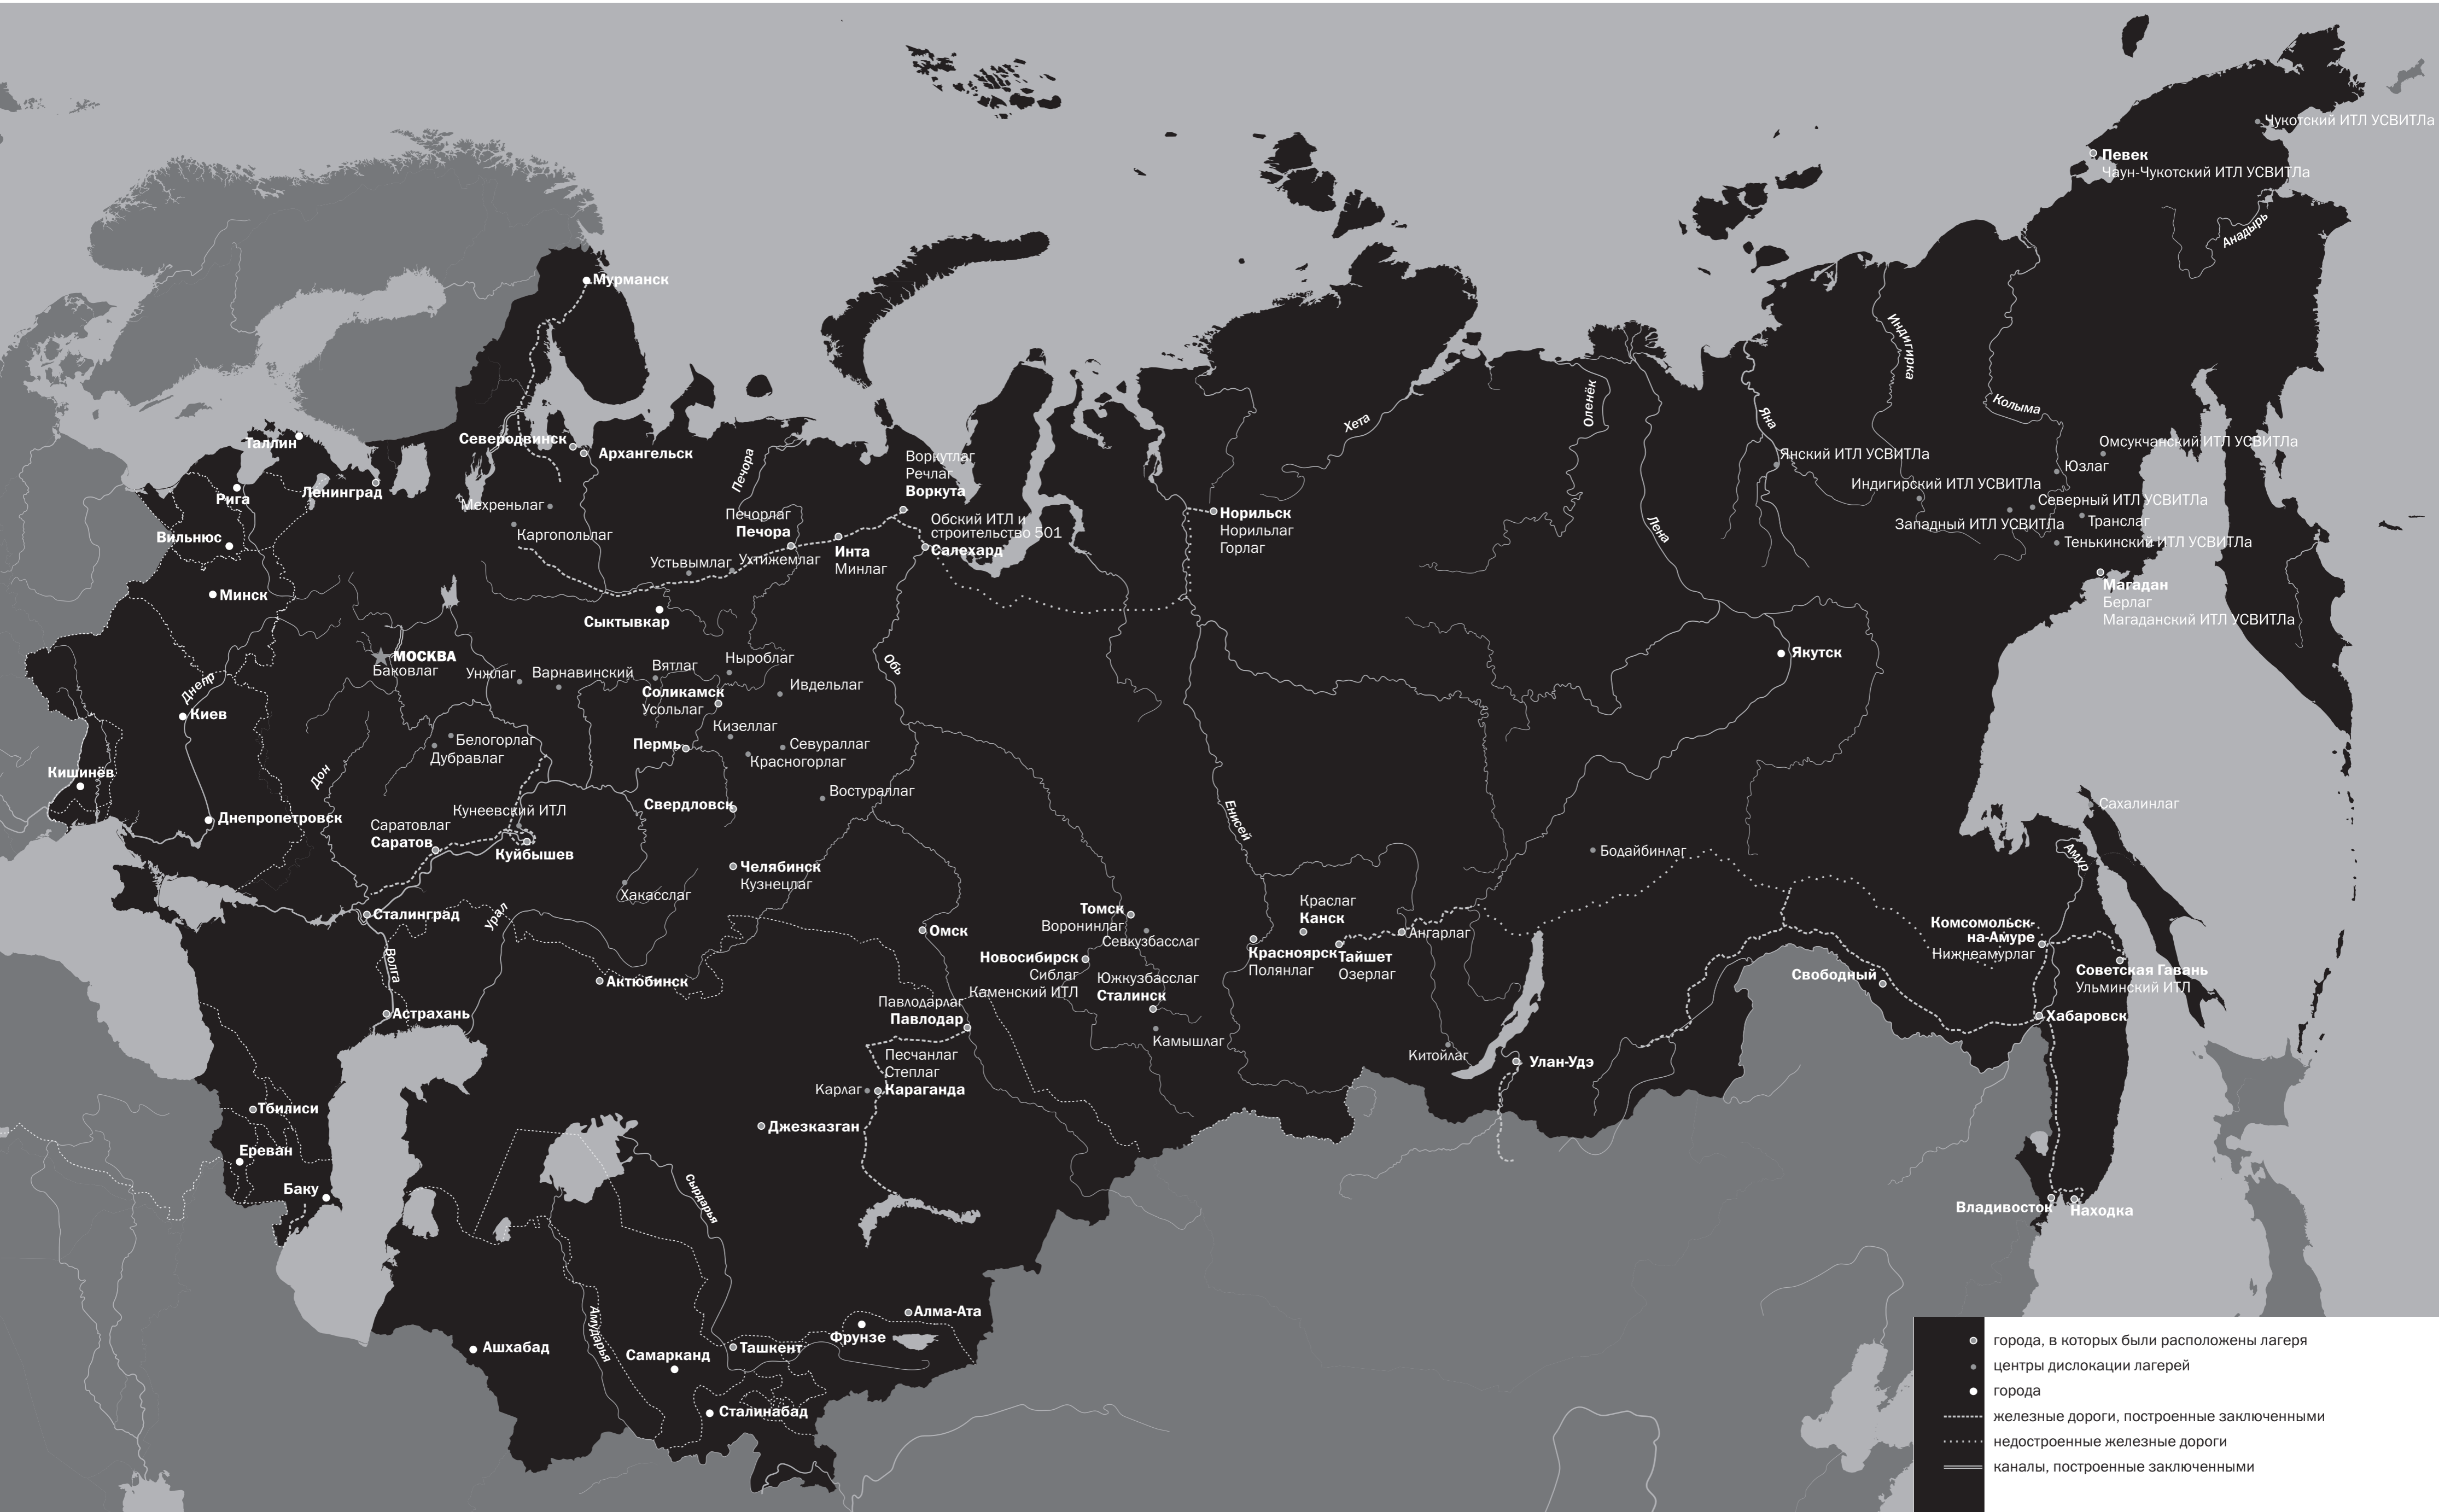 Чукотский ИТЛ УСВИТЛа
Певек
Чаун-Чукотский ИТЛ УСВИТЛа
Анадырь
Мурманск
Индигирка
Оленёк
Колыма
Яна
Хета
Таллин
Северодвинск
Архангельск
Печора
Воркутлаг
Речлаг
Воркута
Янский ИТЛ УСВИТЛа
Омсукчанский ИТЛ УСВИТЛа
Юзлаг
Рига
Ленинград
Мехреньлаг
Каргопольлаг
Печорлаг
Печора
Обский ИТЛ и
строительство 501
Салехард
Норильск
Норильлаг
Горлаг
Лена
Индигирский ИТЛ УСВИТЛа
Северный ИТЛ УСВИТЛа
Западный ИТЛ УСВИТЛа
Транслаг
Тенькинский ИТЛ УСВИТЛа
Вильнюс
Устьвымлаг
Ухтижемлаг
Инта
Минлаг
Магадан
Берлаг
Магаданский ИТЛ УСВИТЛа
Минск
Сыктывкар
МОСКВА
Баковлаг
Унжлаг
Варнавинский
Вятлаг
Ныроблаг
Соликамск
Усольлаг
Ивдельлаг
Обь
Якутск
Днепр
Киев
Белогорлаг
Дубравлаг
Пермь
Кизеллаг
Севураллаг
Красногорлаг
Кишинёв
Дон
Востураллаг
Свердловск
Днепропетровск
Кунеевский ИТЛ
Саратовлаг
Саратов
Куйбышев
Енисей
Сахалинлаг
Амур
Бодайбинлаг
Челябинск
Кузнецлаг
Хакасслаг
Сталинград
Урал
Томск
Воронинлаг
Севкузбасслаг
Краслаг
Канск
Ангарлаг
Омск
Комсомольск-
на-Амуре
Нижнеамурлаг
Новосибирск
Сиблаг
Каменский ИТЛ
Южкузбасслаг
Сталинск
Красноярск
Полянлаг
Тайшет
Озерлаг
Свободный
Советская Гавань
Ульминский ИТЛ
Волга
Актюбинск
Астрахань
Павлодарлаг
Павлодар
Хабаровск
Камышлаг
Китойлаг
Улан-Удэ
Песчанлаг
Степлаг
Караганда
Карлаг
Тбилиси
Джезказган
Ереван
Баку
Сырдарья
Владивосток
Находка
Алма-Ата
Фрунзе
Амударья
Ашхабад
Самарканд
Ташкент
Сталинабад
города, в которых были расположены лагеря
центры дислокации лагерей
города
железные дороги, построенные заключенными
недостроенные железные дороги
каналы, построенные заключенными